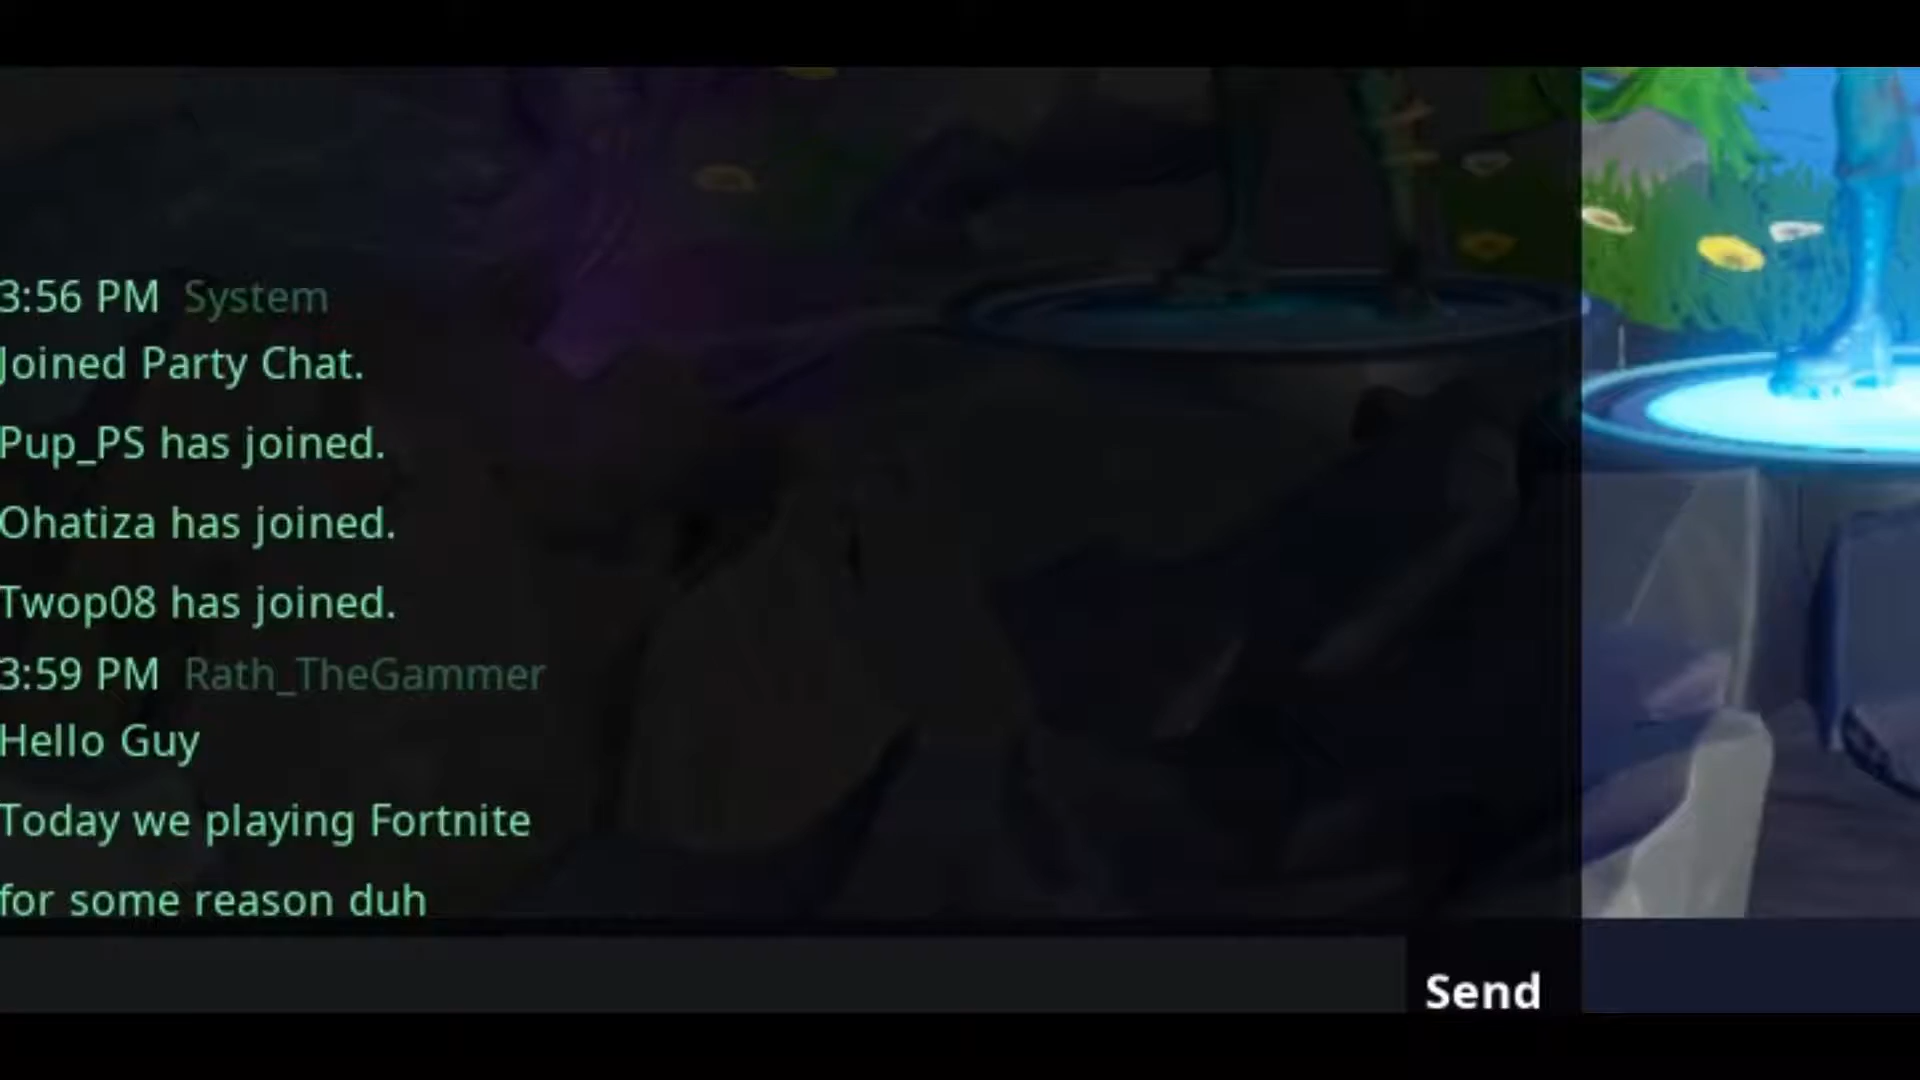 3:56 PM System
Joined Party Chat.
Pup_PS has joined.
Ohatiza has joined.
Twop08 has joined.
3:59 PM Rath_TheGammer
Hello Guy
Today we playing Fortnite
for some reason duh
Send